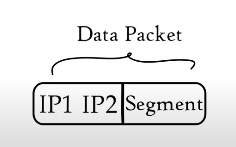 Data Packet
IP1 IP2 Segment